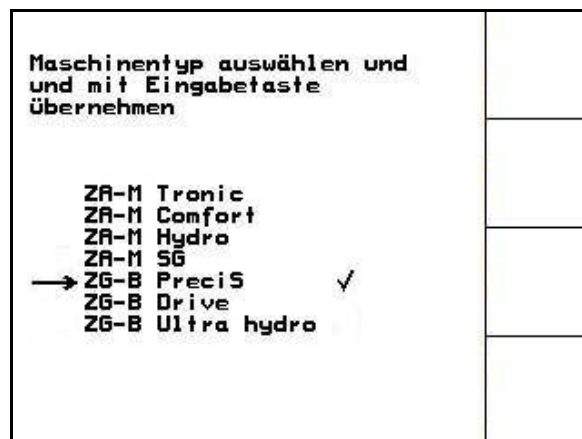 Maschinentyp auswählen und
und mit Eingabetaste
übernehmen
ZA-M Tronic
ZA-M Comfort
ZA-M Hydro
ZA-M SG
→ ZG-B PreciS ✓
ZG-B Drive
ZG-B Ultra hydro